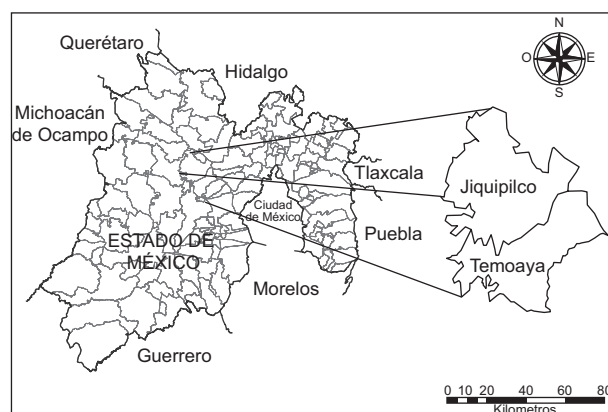 Querétaro
Hidalgo
Michoacán
de Ocampo
Tlaxcala
Ciudad
de México
ESTADO DE
MÉXICO
Puebla
Morelos
Guerrero
N
O
E
S
Jiquipilco
Temoaya
0 10 20 40 60 80
Kilometros